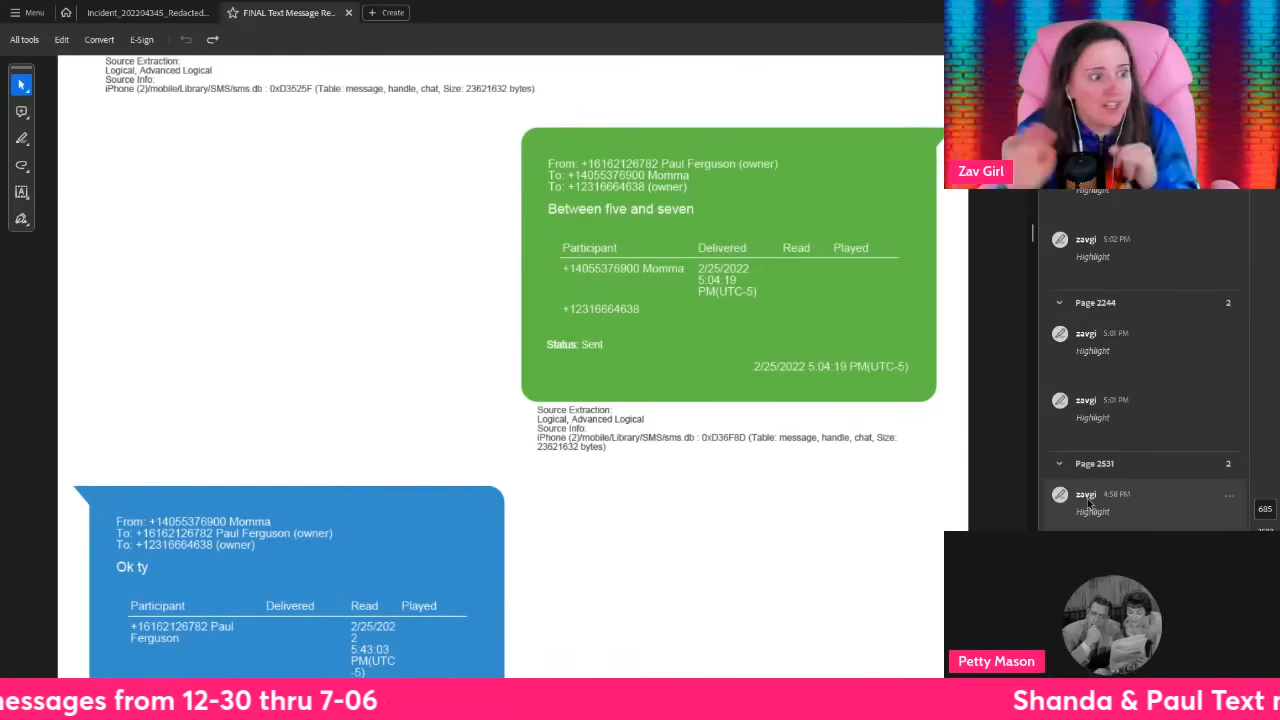 Menu
Incident_202204345_Redacted...
FINAL Text Message Re...
Create
All tools
Edit
Convert
E-Sign
Source Extraction:
Logical, Advanced Logical
Source Info:
iPhone (2)/mobile/Library/SMS/sms.db : 0xD3525F (Table: message, handle, chat, Size: 23621632 bytes)
From: +16162126782 Paul Ferguson (owner)
To: +14055376900 Momma
To: +12316664638 (owner)
Between five and seven
Participant Delivered Read Played
+14055376900 Momma 2/25/2022
5:04:19
PM(UTC-5)
+12316664638
Status: Sent
2/25/2022 5:04:19 PM(UTC-5)
Source Extraction:
Logical, Advanced Logical
Source Info:
iPhone (2)/mobile/Library/SMS/sms.db : 0xD36F8D (Table: message, handle, chat, Size:
23621632 bytes)
From: +14055376900 Momma
To: +16162126782 Paul Ferguson (owner)
To: +12316664638 (owner)
Ok ty
Participant Delivered Read Played
+16162126782 Paul 2/25/202
Ferguson 2
5:43:03
PM(UTC
-5)
Zav Girl
Highlight
zavgi 5:02 PM
Highlight
Page 2244 2
zavgi 5:01 PM
Highlight
zavgi 5:01 PM
Highlight
Page 2531 2
zavgi 4:58 PM
Highlight
685
Petty Mason
essages from 12-30 thru 7-06
Shanda & Paul Text